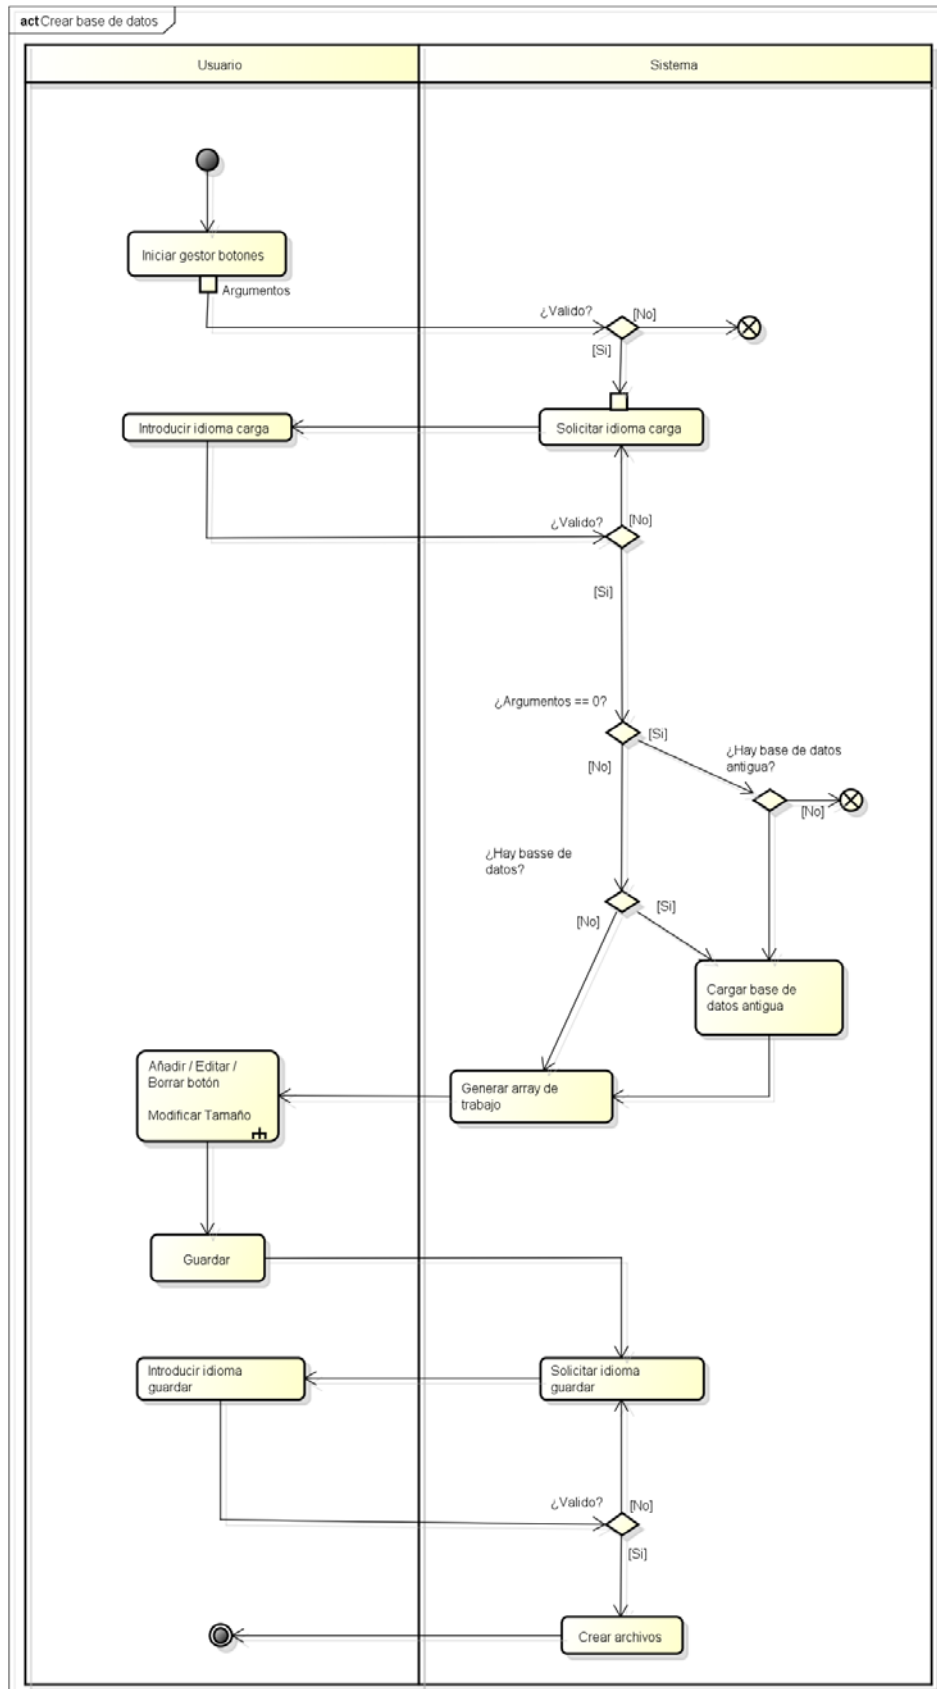 act Crear base de datos
Usuario
Sistema
Iniciar gestor botones
Argumentos
¿Valido?
[No]
[Si]
Introducir idioma carga
Solicitar idioma carga
¿Valido?
[No]
[Si]
¿Argumentos == 0?
[Si]
[No]
¿Hay base de datos
antigua?
[No]
¿Hay basse de
datos?
[Si]
[No]
Cargar base de
datos antigua
Añadir / Editar /
Borrar botón
Modificar Tamaño
Generar array de
trabajo
Guardar
Introducir idioma
guardar
Solicitar idioma
guardar
¿Valido?
[No]
[Si]
Crear archivos